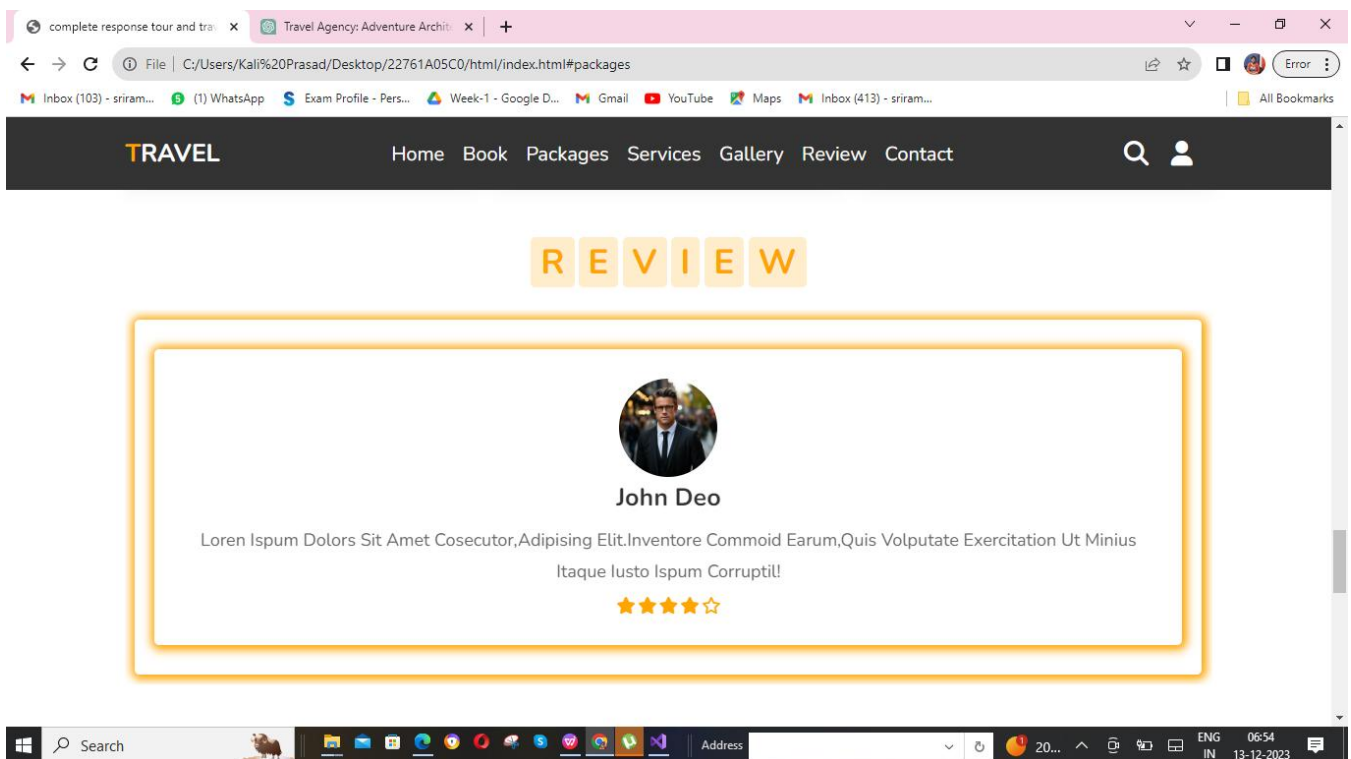 complete response tour and trav
Travel Agency: Adventure Archite
File | C:/Users/Kali%20Prasad/Desktop/22761A05C0/html/index.html#packages
Error
Inbox (103) - sriram... (1) WhatsApp Exam Profile - Pers... Week-1 - Google D... Gmail YouTube Maps Inbox (413) - sriram... All Bookmarks
TRAVEL Home Book Packages Services Gallery Review Contact
REVIEW
John Deo
Loren Ispum Dolors Sit Amet Cosecutor,Adipising Elit.Inventore Commoid Earum,Quis Volputate Exercitation Ut Minius
Itaque Iusto Ispum Corruptil!
Search Address 20... ENG 06:54
IN 13-12-2023